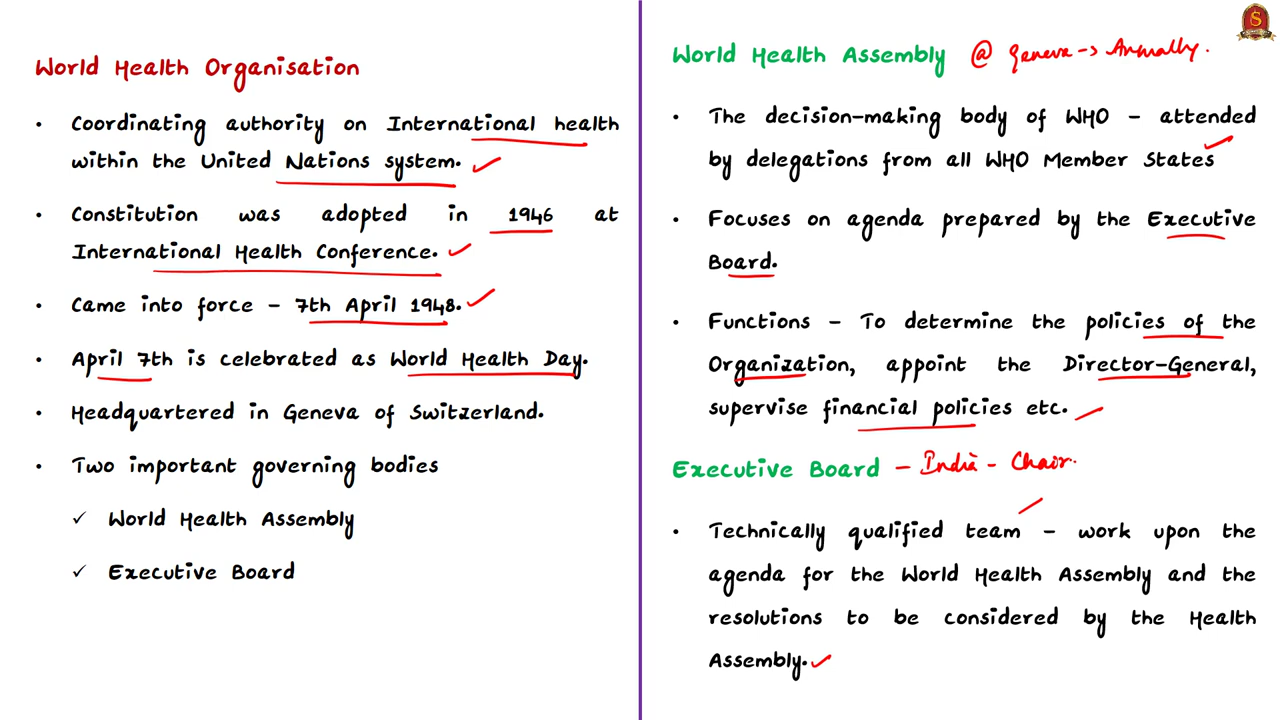 World Health Organisation
• Coordinating authority on International health
within the United Nations system.
• Constitution was adopted in 1946 at
International Health Conference.
• Came into force – 7th April 1948.
• April 7th is celebrated as World Health Day.
• Headquartered in Geneva of Switzerland.
• Two important governing bodies
✓ World Health Assembly
✓ Executive Board
World Health Assembly @ Geneva → Annually.
• The decision-making body of WHO – attended
by delegations from all WHO Member States
• Focuses on agenda prepared by the Executive
Board.
• Functions – To determine the policies of the
Organization, appoint the Director-General,
supervise financial policies etc.
Executive Board – India - Chair.
• Technically qualified team – work upon the
agenda for the World Health Assembly and the
resolutions to be considered by the Health
Assembly.